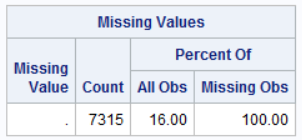 Missing Values
Percent Of
Missing
Value Count All Obs Missing Obs
. 7315 16.00 100.00